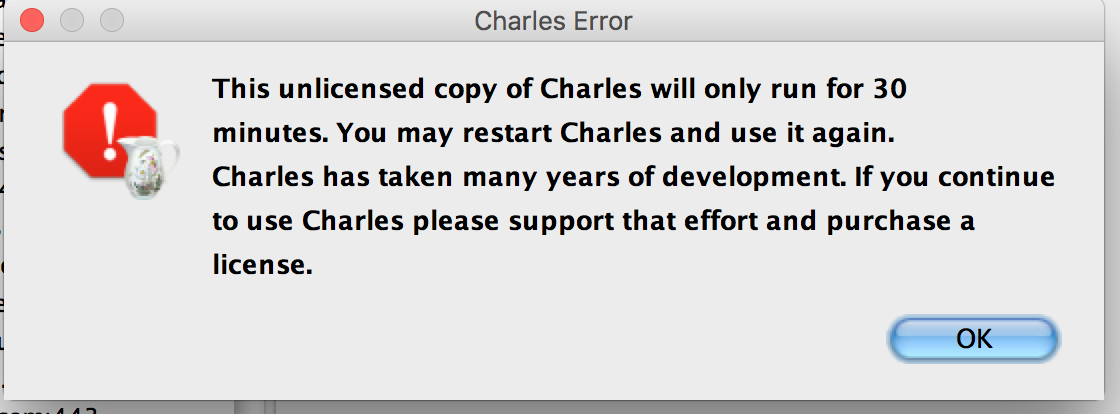 Charles Error
This unlicensed copy of Charles will only run for 30
minutes. You may restart Charles and use it again.
Charles has taken many years of development. If you continue
to use Charles please support that effort and purchase a
license.
OK